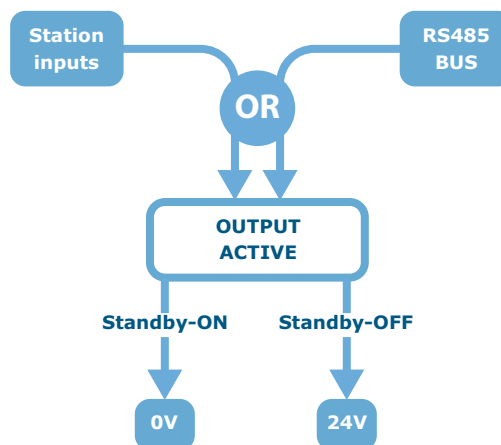 Station
inputs
RS485
BUS
OR
OUTPUT
ACTIVE
Standby-ON
Standby-OFF
0V
24V